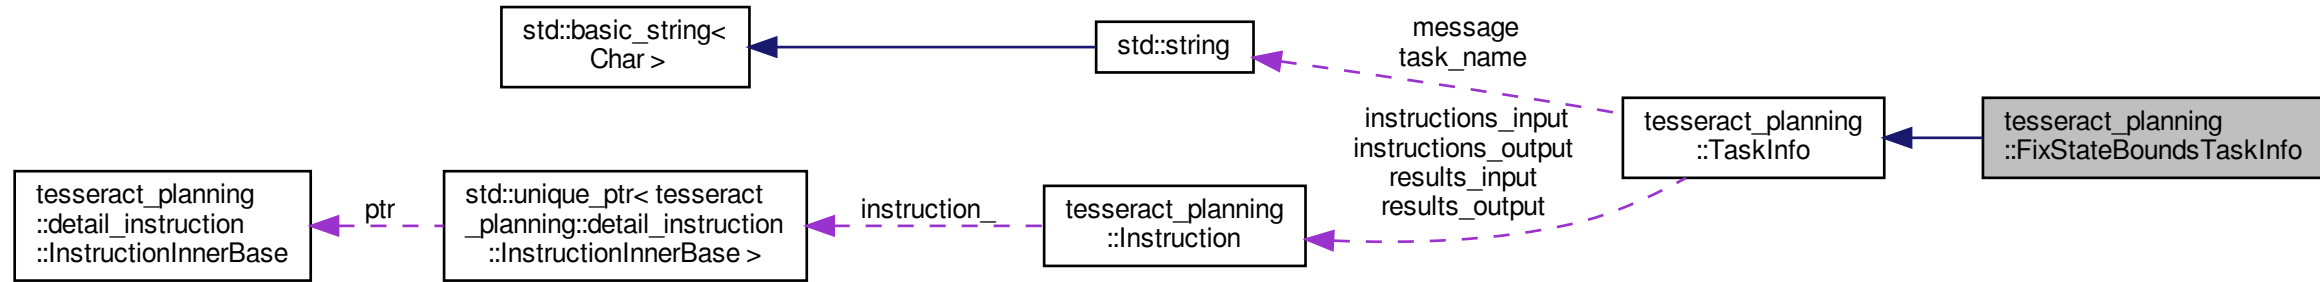 std::basic_string<
Char >
std::string
message
task_name
instructions_input
instructions_output
results_input
results_output
tesseract_planning
::TaskInfo
tesseract_planning
::FixStateBoundsTaskInfo
tesseract_planning
::detail_instruction
::InstructionInnerBase
ptr
std::unique_ptr< tesseract
_planning::detail_instruction
::InstructionInnerBase >
instruction_
tesseract_planning
::Instruction